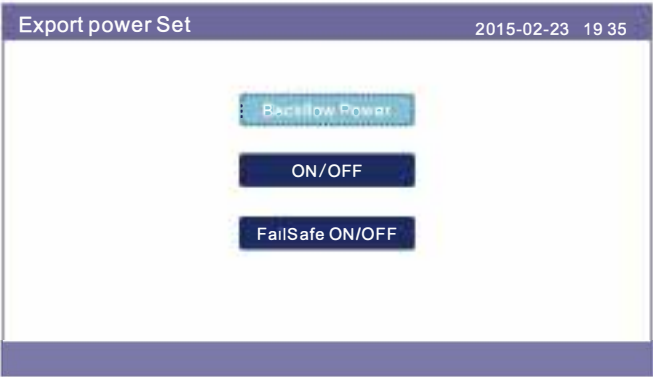 Export power Set
2015-02-23 19 35
Backflow Power
ON/OFF
FailSafe ON/OFF